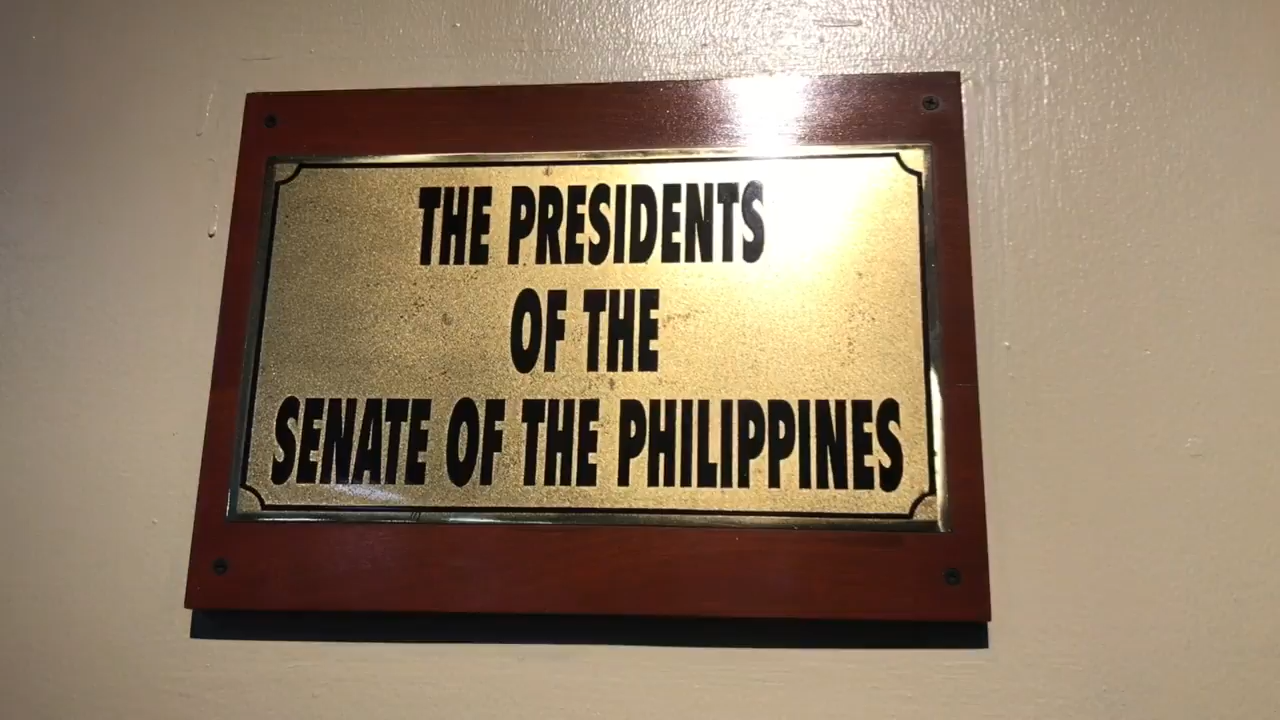 THE PRESIDENTS
OF THE
SENATE OF THE PHILIPPINES